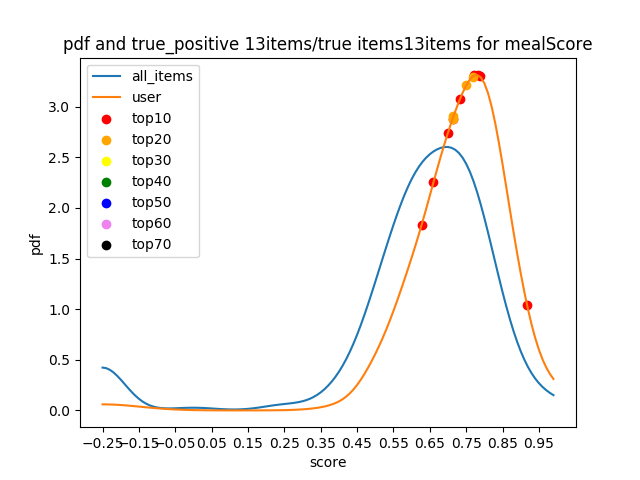 pdf and true_positive 13items/true items13items for mealScore
all_items
user
top10
top20
top30
top40
top50
top60
top70
3.0
2.5
2.0
1.5
1.0
0.5
0.0
pdf
−0.25 −0.15 −0.05 0.05 0.15 0.25 0.35 0.45 0.55 0.65 0.75 0.85 0.95
score